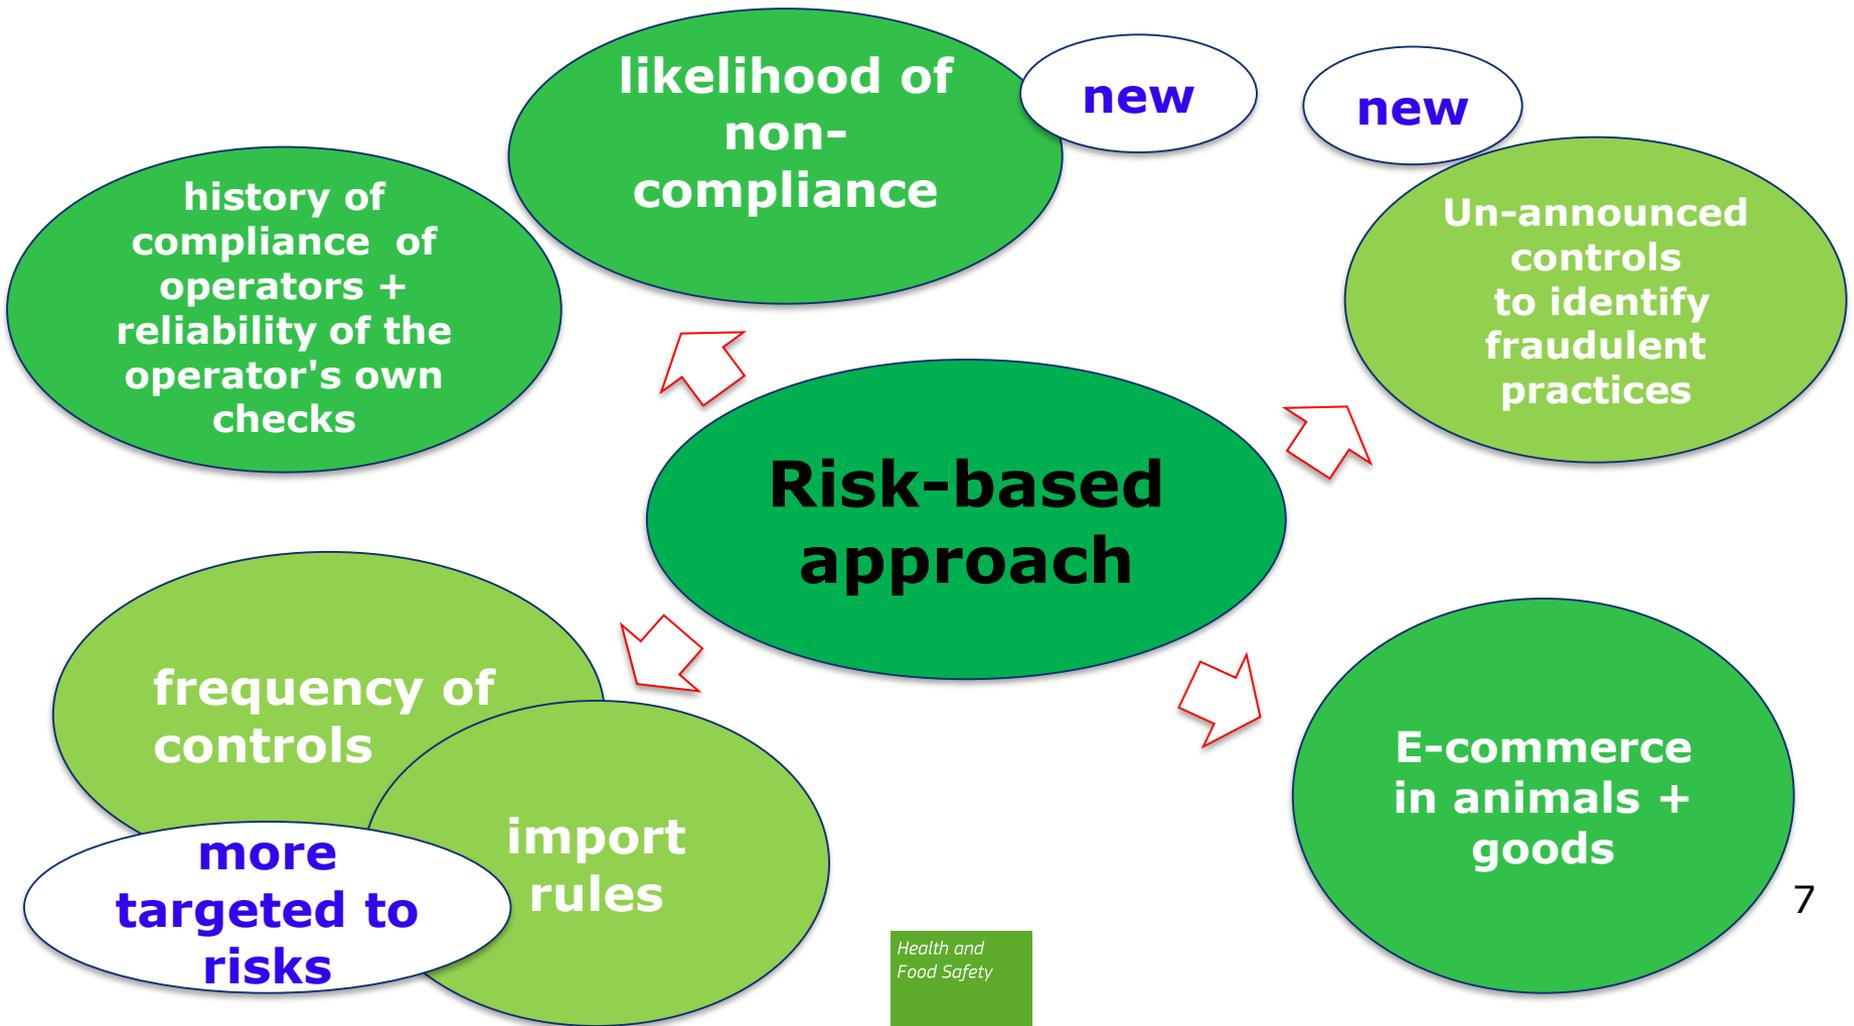 likelihood of
non-
compliance
new
new
history of
compliance  of
operators +
reliability of the
operator's own
checks
Un-announced
controls
to identify
fraudulent
practices
Risk-based
approach
frequency of
controls
import
rules
more
targeted to
risks
E-commerce
in animals +
goods
7
Health and
Food Safety